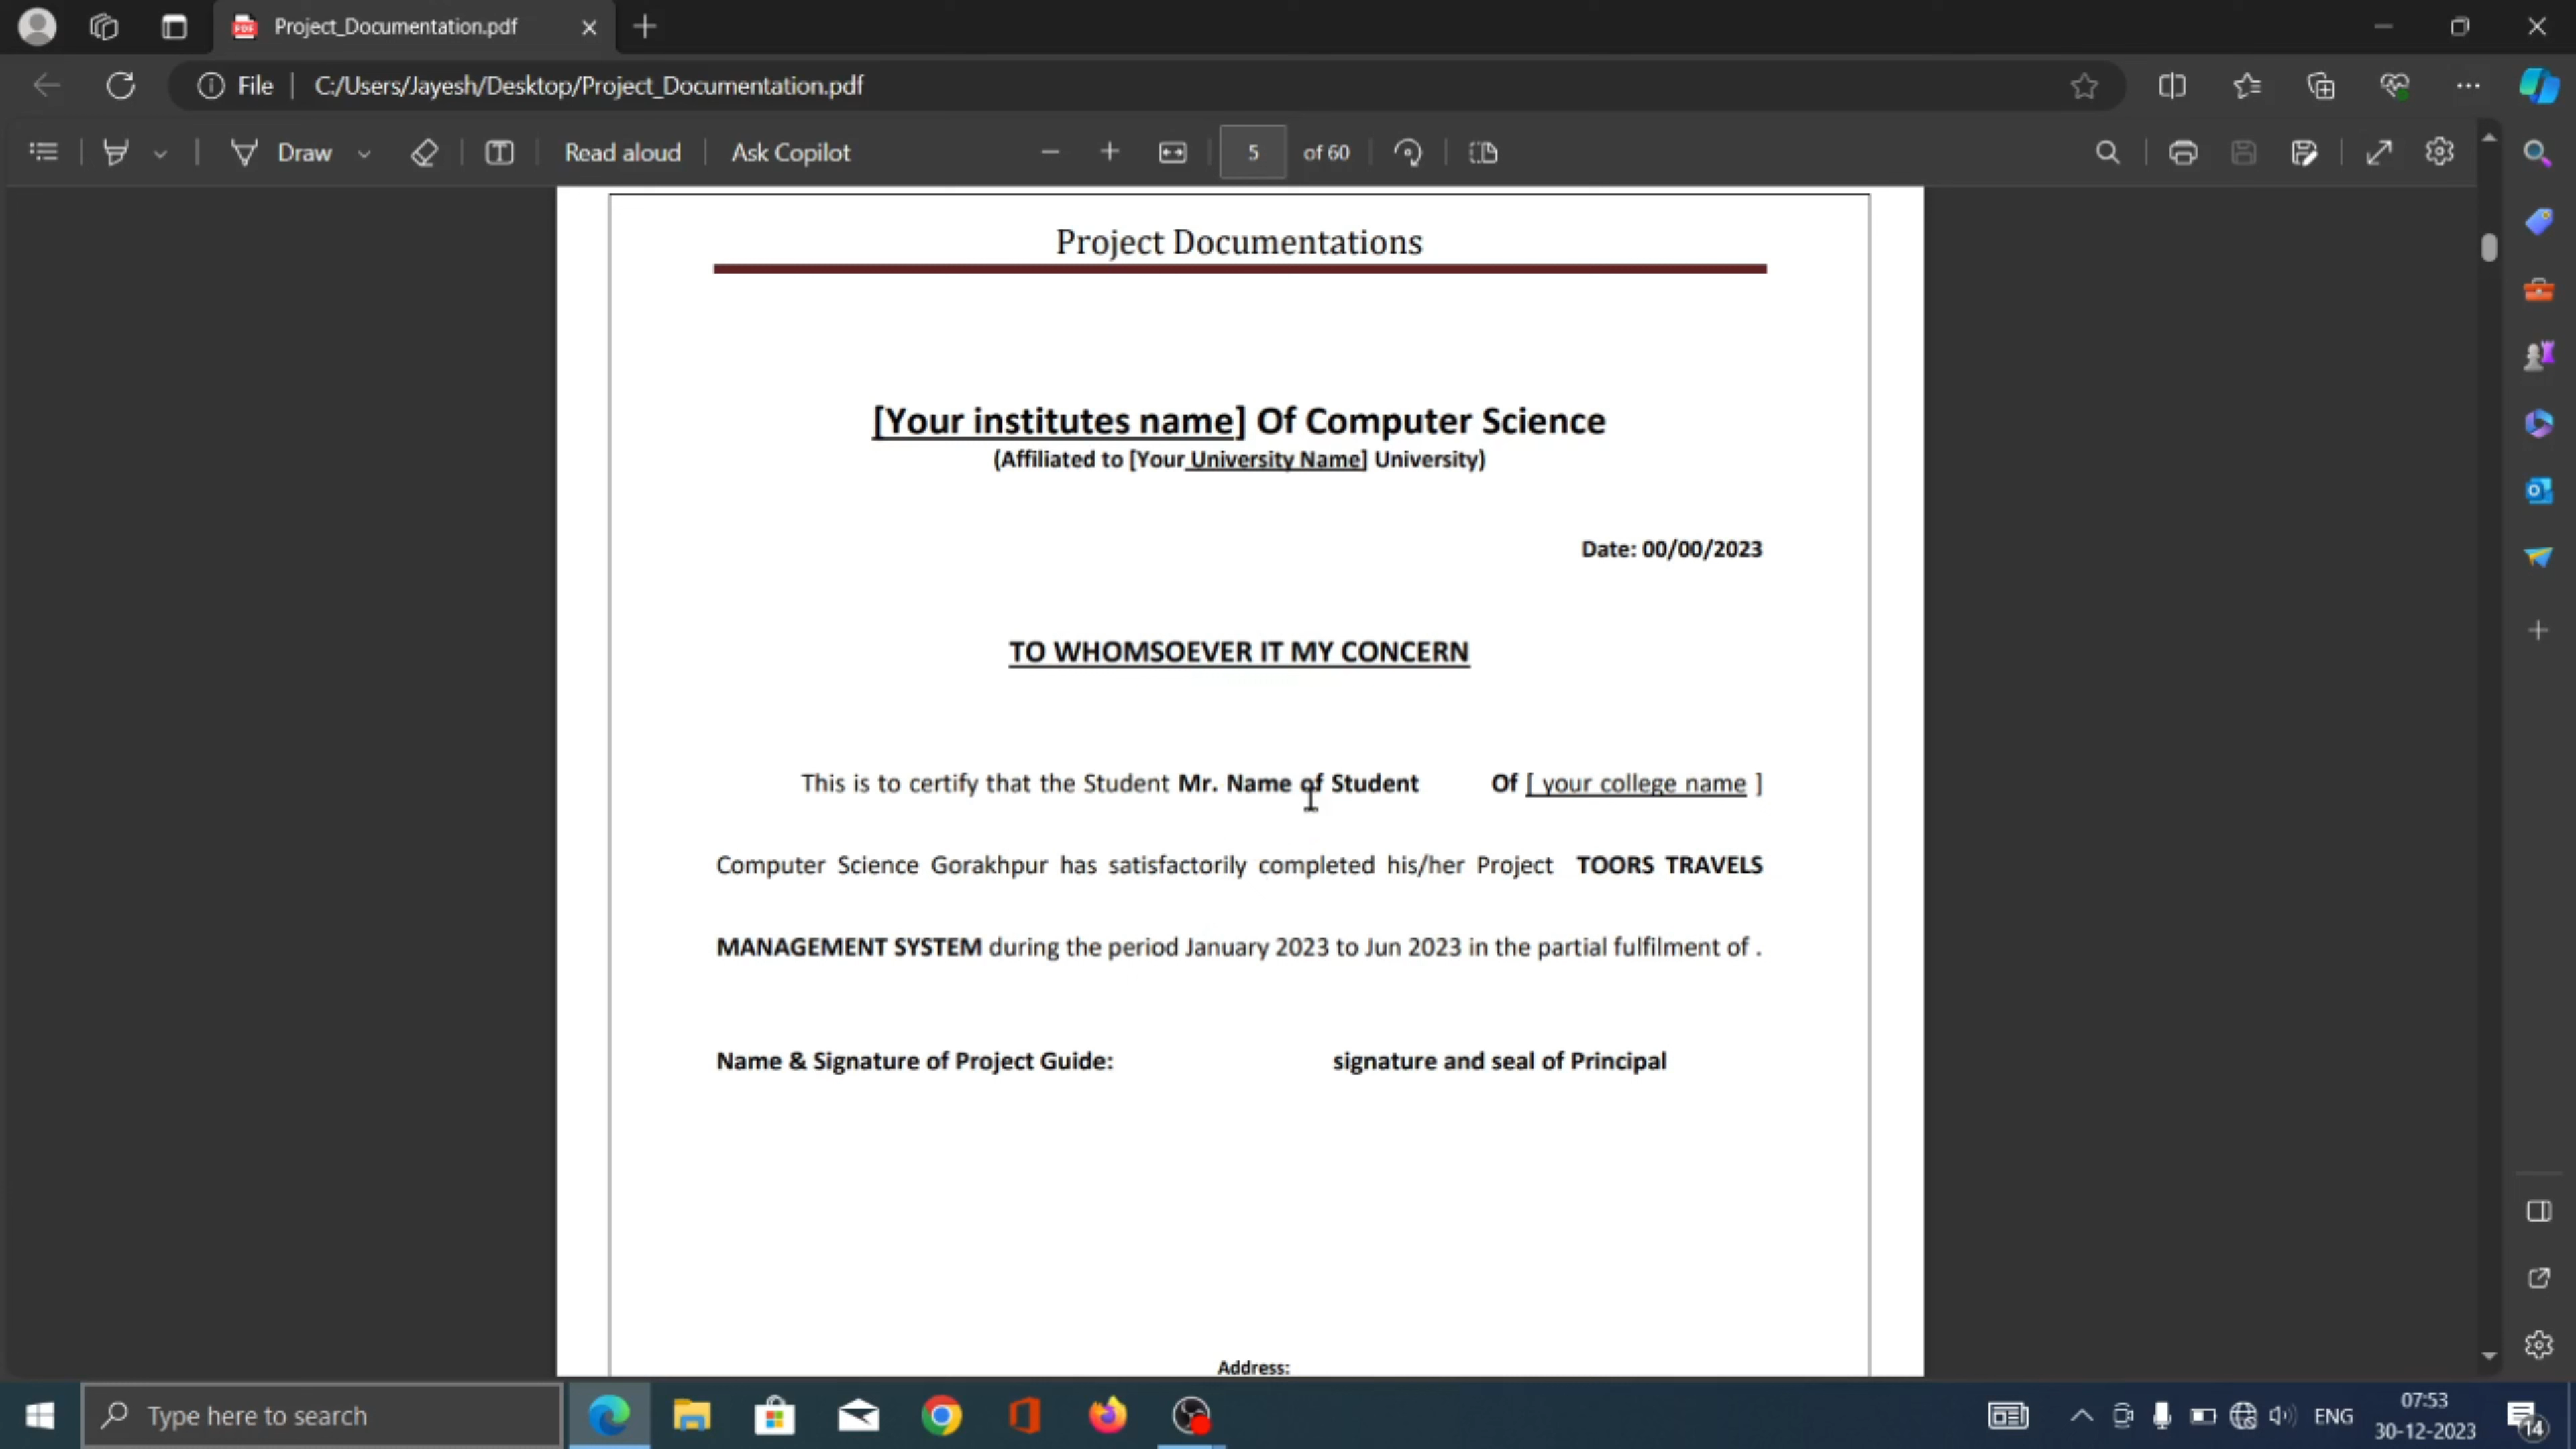 Project_Documentation.pdf
File
C:/Users/Jayesh/Desktop/Project_Documentation.pdf
Draw
Read aloud
Ask Copilot
5
of 60
Project Documentations
[Your institutes name] Of Computer Science
(Affiliated to [Your University Name] University)
Date: 00/00/2023
TO WHOMSOEVER IT MY CONCERN
This is to certify that the Student Mr. Name of Student Of [ your college name ]
Computer Science Gorakhpur has satisfactorily completed his/her Project TOORS TRAVELS
MANAGEMENT SYSTEM during the period January 2023 to Jun 2023 in the partial fulfilment of .
Name & Signature of Project Guide: signature and seal of Principal
Address:
Type here to search
ENG
07:53
30-12-2023
14